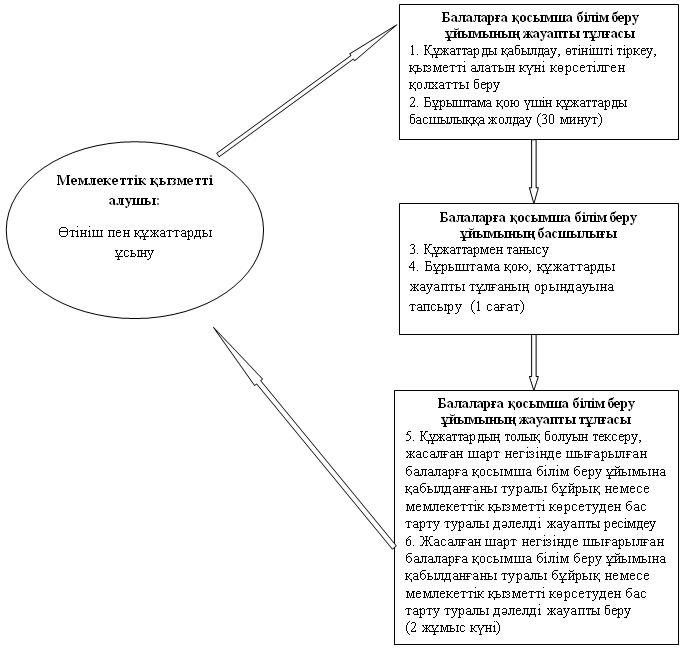 Мемлекеттік қызметті
алушы:
Өтініш пен құжаттарды
ұсыну
Балаларға қосымша білім беру
ұйымының жауапты тұлғасы
1. Құжаттарды қабылдау, өтінішті тіркеу,
қызметті алатын күні көрсетілген
қолхатты беру
2. Бұрыштама қою үшін құжаттарды
басшылыққа жолдау (30 минут)
Балаларға қосымша білім беру
ұйымының басшылығы
3. Құжаттармен танысу
4. Бұрыштама қою, құжаттарды
жауапты тұлғаның орындауына
тапсыру (1 сағат)
Балаларға қосымша білім беру
ұйымының жауапты тұлғасы
5. Құжаттардың толық болуын тексеру,
жасалған шарт негізінде шығарылған
балаларға қосымша білім беру ұйымына
қабылданғаны туралы бұйрық немесе
мемлекеттік қызметті көрсетуден бас
тарту туралы дәлелді жауапты ресімдеу
6. Жасалған шарт негізінде шығарылған
балаларға қосымша білім беру ұйымына
қабылданғаны туралы бұйрық немесе
мемлекеттік қызметті көрсетуден бас
тарту туралы дәлелді жауапты беру
(2 жұмыс күні)